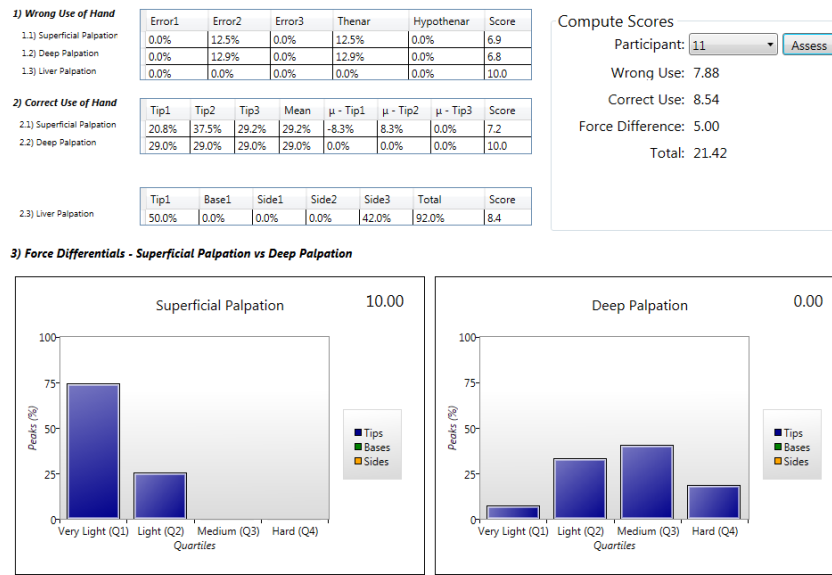 1) Wrong Use of Hand
Error1 Error2 Error3 Thenar Hypothenar Score
1.1) Superficial Palpation 0.0% 12.5% 0.0% 12.5% 0.0% 6.9
1.2) Deep Palpation 0.0% 12.9% 0.0% 12.9% 0.0% 6.8
1.3) Liver Palpation 0.0% 0.0% 0.0% 0.0% 0.0% 10.0
2) Correct Use of Hand
Tip1 Tip2 Tip3 Mean µ - Tip1 µ - Tip2 µ - Tip3 Score
2.1) Superficial Palpation 20.8% 37.5% 29.2% 29.2% -8.3% 8.3% 0.0% 7.2
2.2) Deep Palpation 29.0% 29.0% 29.0% 29.0% 0.0% 0.0% 0.0% 10.0
Tip1 Base1 Side1 Side2 Side3 Total Score
2.3) Liver Palpation 50.0% 0.0% 0.0% 0.0% 42.0% 92.0% 8.4
Compute Scores
Participant: 11 Assess
Wrong Use: 7.88
Correct Use: 8.54
Force Difference: 5.00
Total: 21.42
3) Force Differentials - Superficial Palpation vs Deep Palpation
Superficial Palpation 10.00
100
75
50
25
0
Peaks (%)
Very Light (Q1) Light (Q2) Medium (Q3) Hard (Q4)
Quartiles
Tips
Bases
Sides
Deep Palpation 0.00
100
75
50
25
0
Peaks (%)
Very Light (Q1) Light (Q2) Medium (Q3) Hard (Q4)
Quartiles
Tips
Bases
Sides